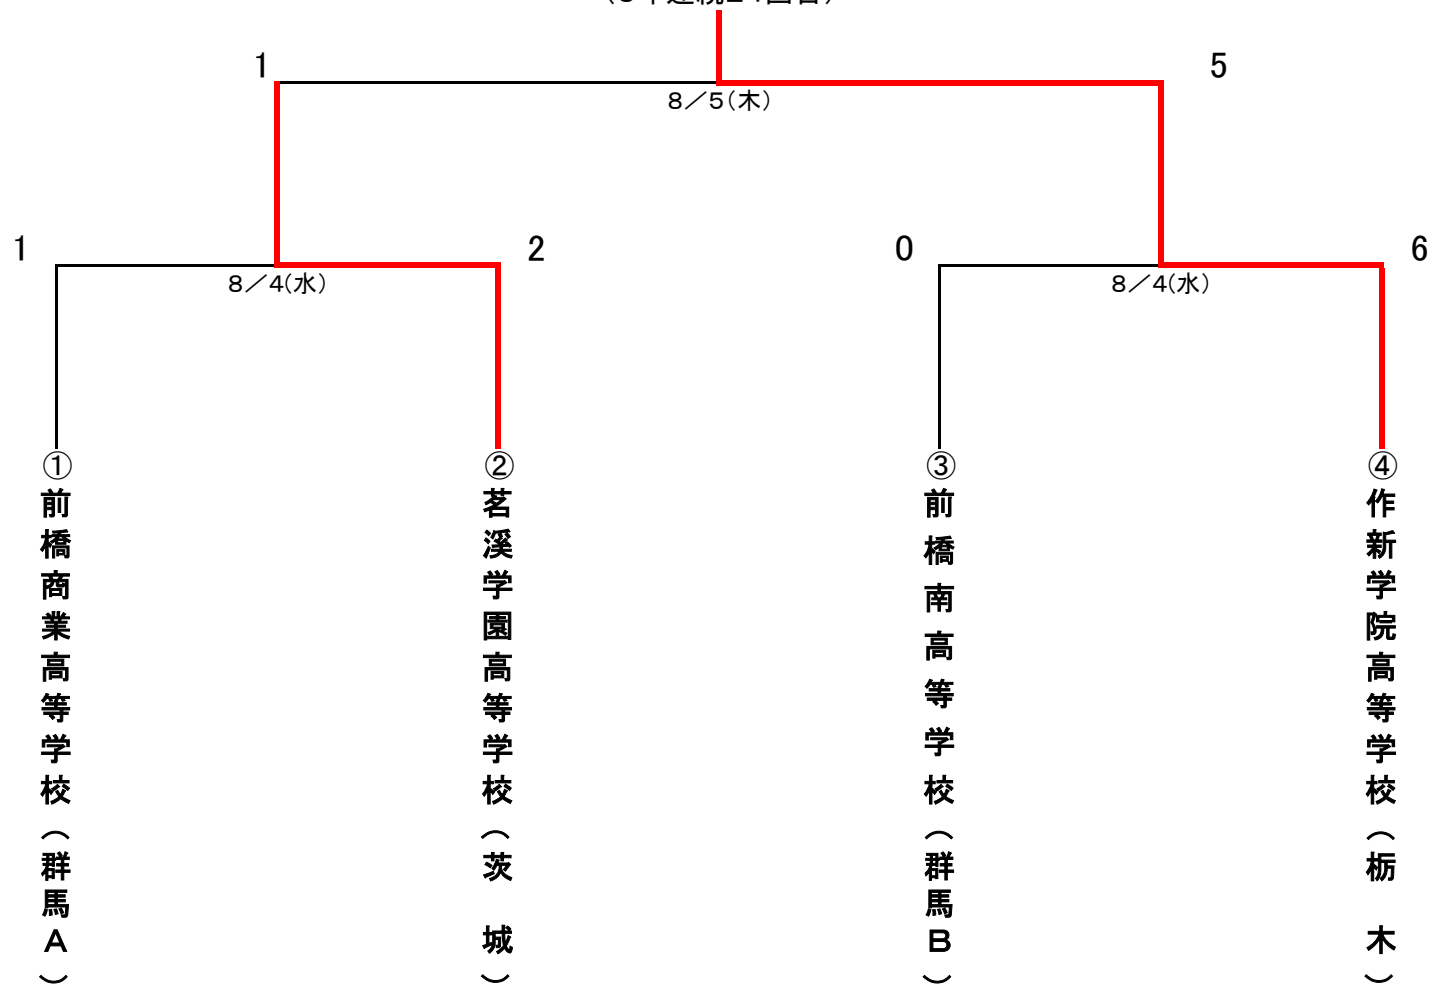 1
5
8／5(木)
1
2
0
6
8／4(水)
8／4(水)
①前橋商業高等学校（群馬A）
②茗溪学園高等学校（茨城）
③前橋南高等学校（群馬B）
④作新学院高等学校（栃木）